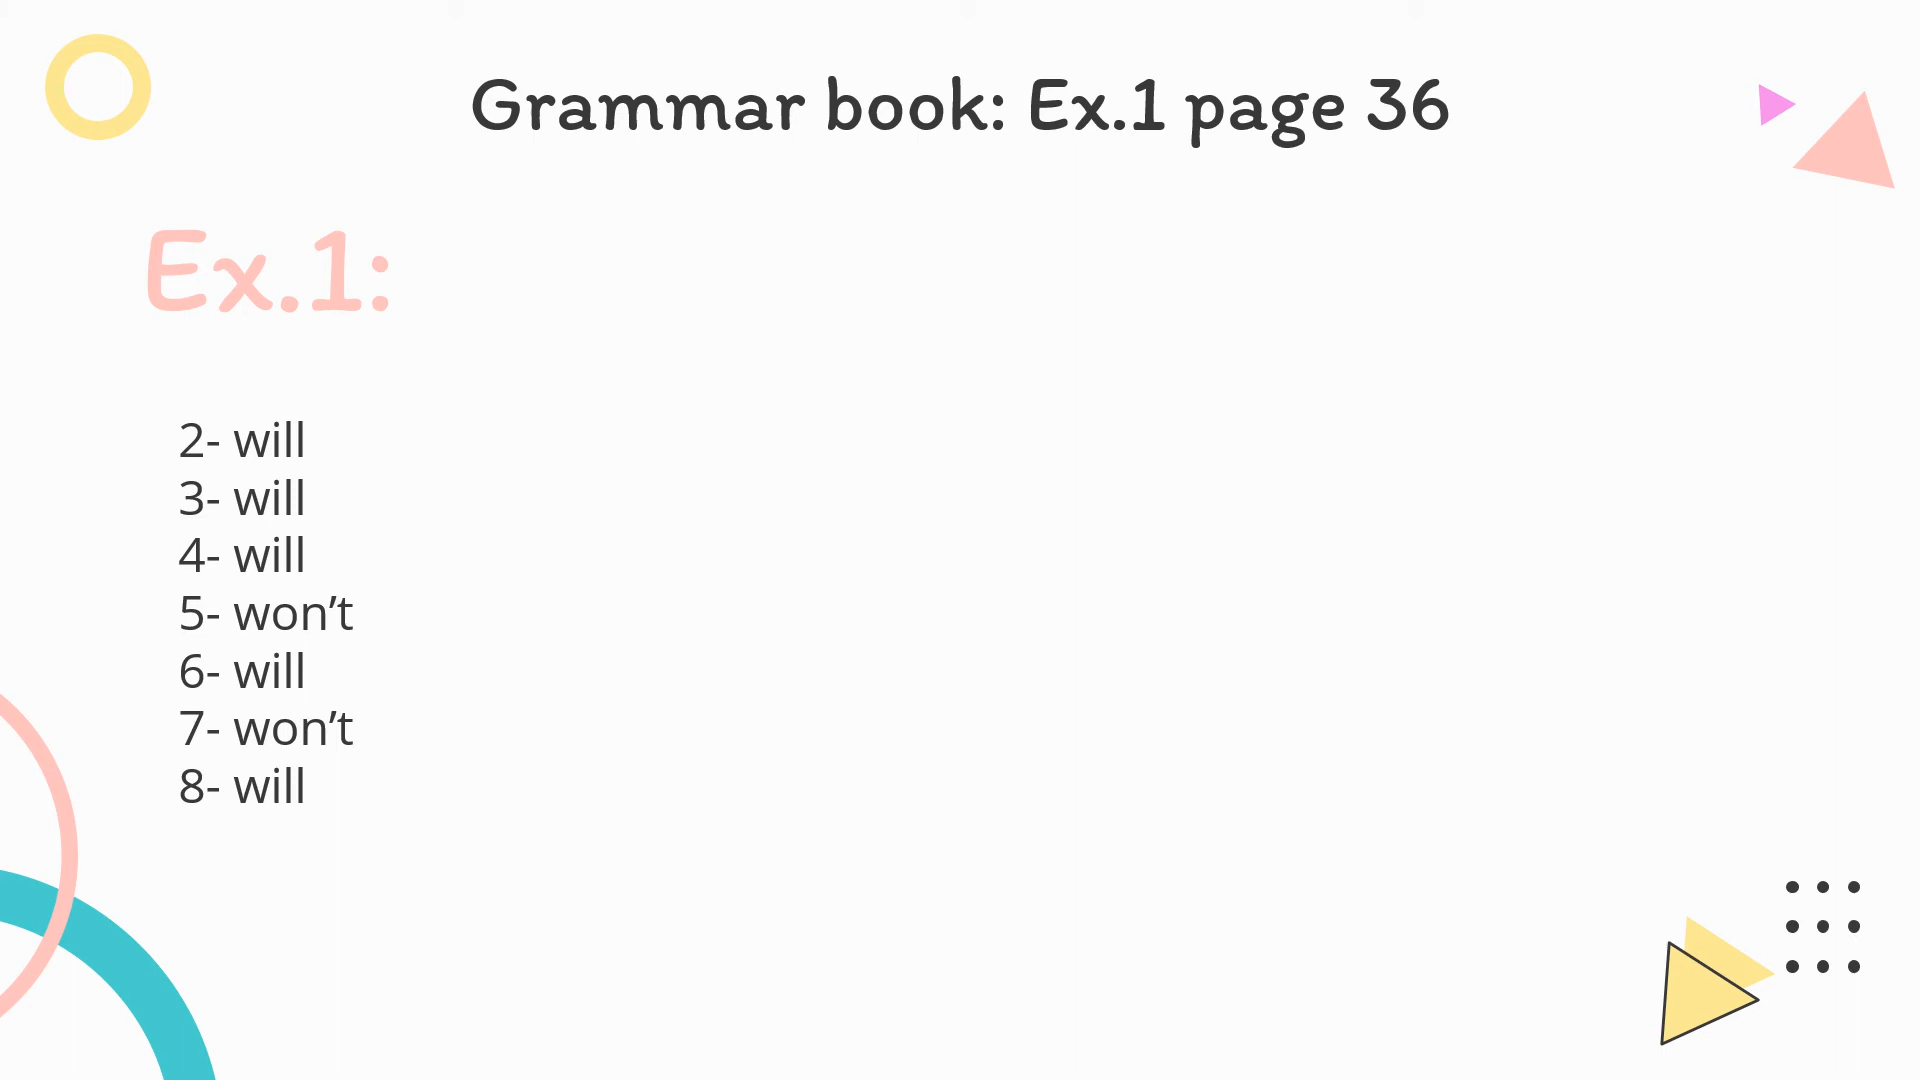 Grammar book: Ex.1 page 36
Ex.1:
2- will
3- will
4- will
5- won’t
6- will
7- won’t
8- will